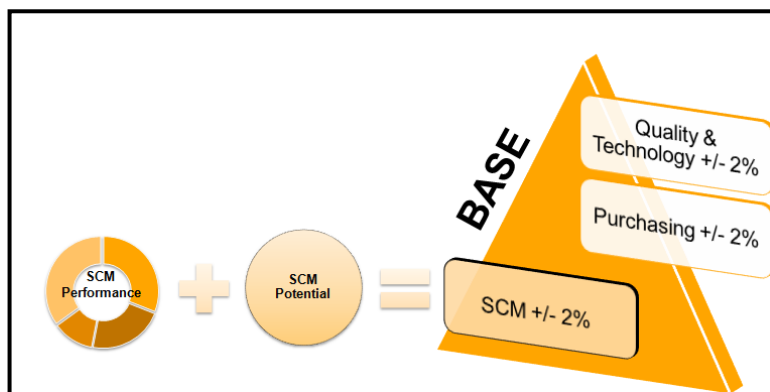 BASE
Quality &
Technology +/- 2%
Purchasing +/- 2%
SCM
Performance
SCM
Potential
SCM +/- 2%